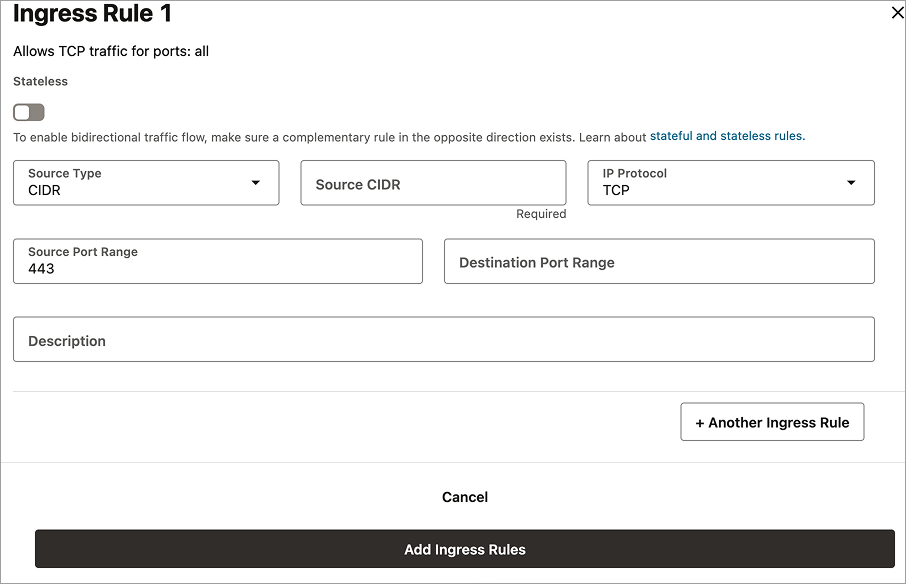 Ingress Rule 1
Allows TCP traffic for ports: all
Stateless
To enable bidirectional traffic flow, make sure a complementary rule in the opposite direction exists. Learn about stateful and stateless rules.
Source Type
CIDR
Source CIDR
Required
IP Protocol
TCP
Source Port Range
443
Destination Port Range
Description
+ Another Ingress Rule
Cancel
Add Ingress Rules